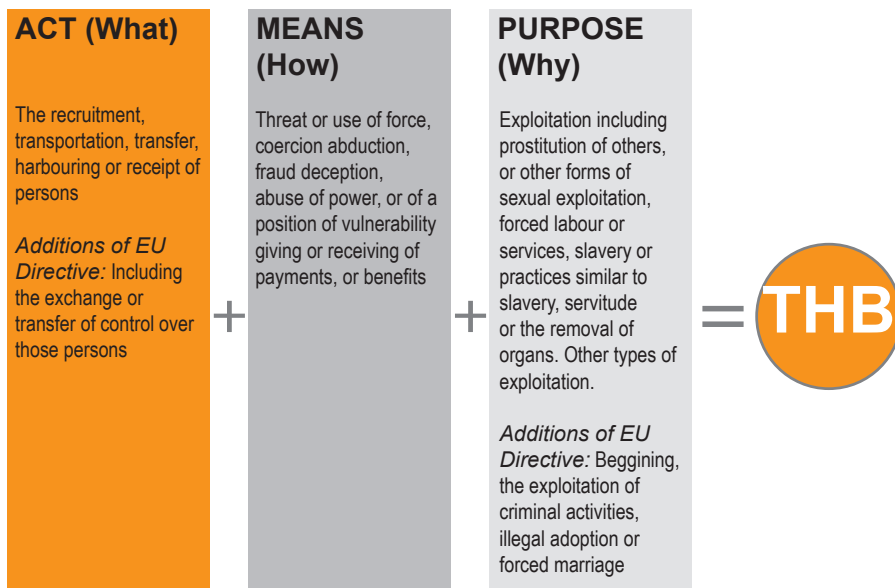 ACT (What)
The recruitment,
transportation, transfer,
harbouring or receipt of
persons
Additions of EU
Directive: Including
the exchange or
transfer of control over
those persons
+
MEANS
(How)
Threat or use of force,
coercion abduction,
fraud deception,
abuse of power, or of a
position of vulnerability
giving or receiving of
payments, or benefits
+
PURPOSE
(Why)
Exploitation including
prostitution of others,
or other forms of
sexual exploitation,
forced labour or
services, slavery or
practices similar to
slavery, servitude
or the removal of
organs. Other types of
exploitation.
Additions of EU
Directive: Beggining,
the exploitation of
criminal activities,
illegal adoption or
forced marriage
=
THB